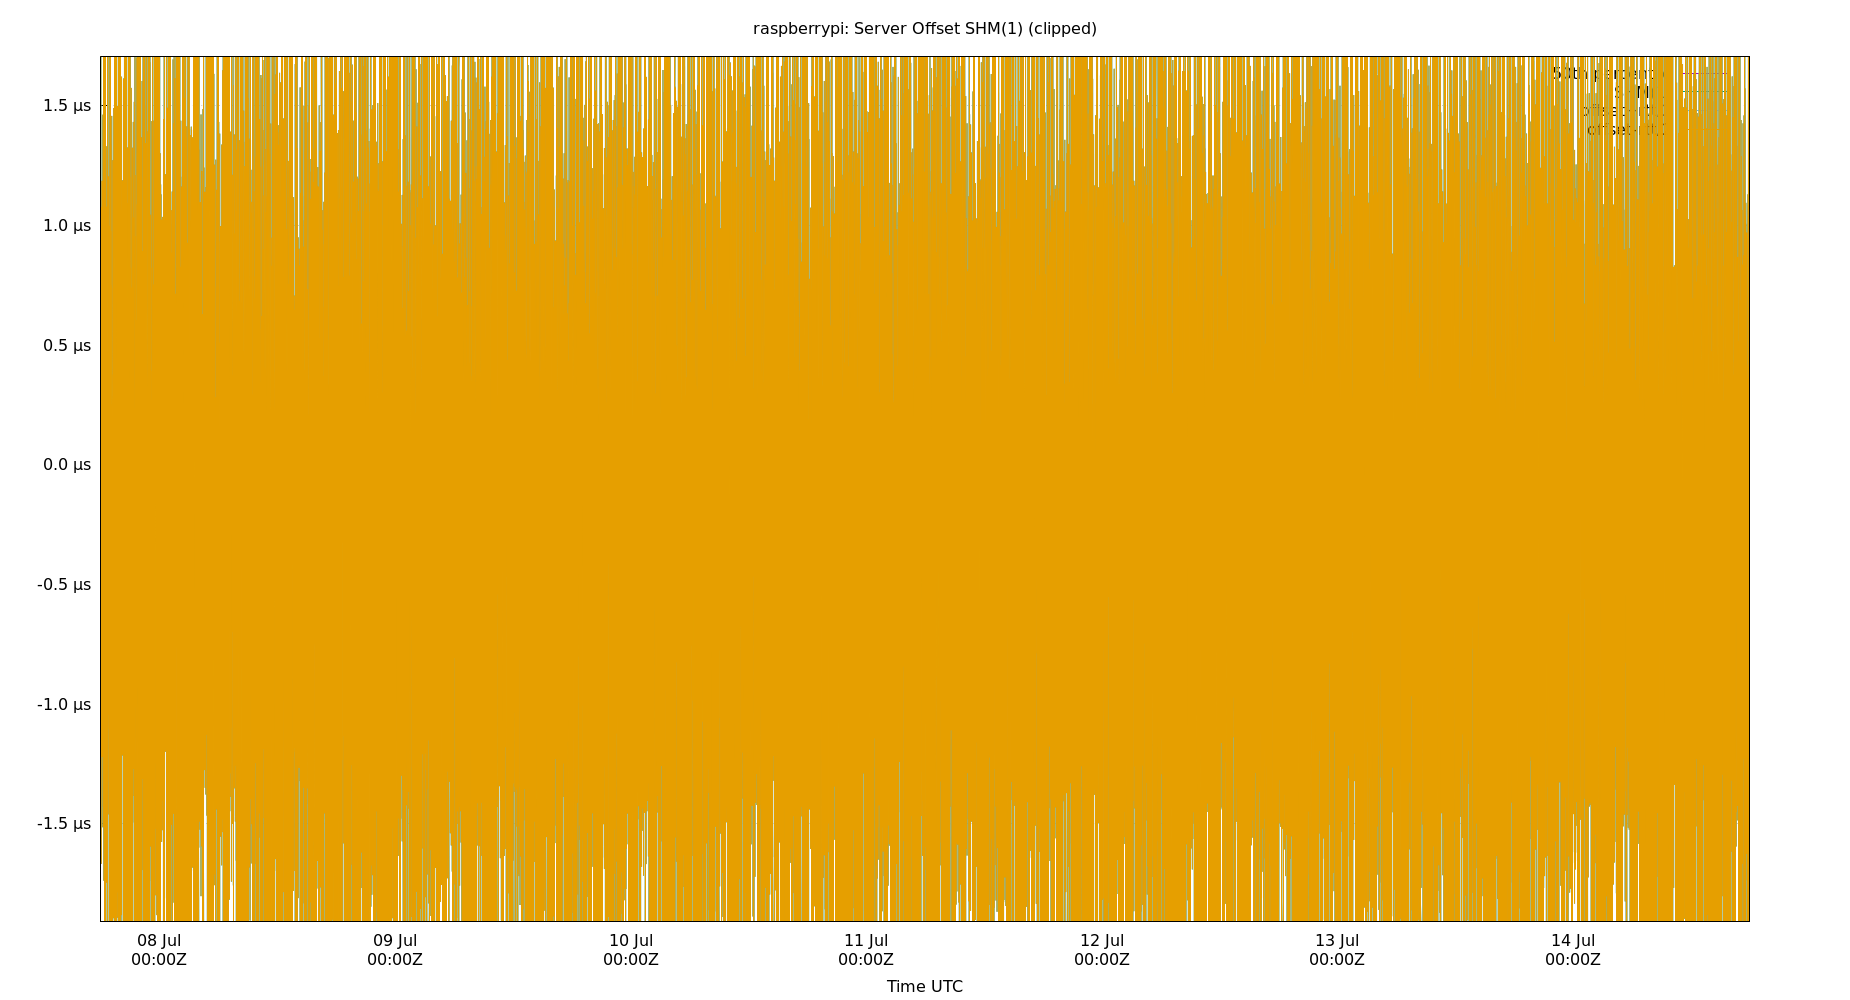 raspberrypi: Server Offset SHM(1) (clipped)
1.5 µs
1.0 µs
0.5 µs
0.0 µs
-0.5 µs
-1.0 µs
-1.5 µs
08 Jul 09 Jul 10 Jul 11 Jul 12 Jul 13 Jul 14 Jul
00:00Z 00:00Z 00:00Z 00:00Z 00:00Z 00:00Z 00:00Z
Time UTC